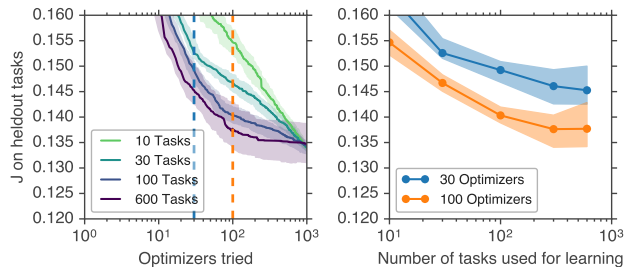 J on heldout tasks
0.160
0.155
0.150
0.145
0.140
0.135
0.130
0.125
0.120
10 Tasks
30 Tasks
100 Tasks
600 Tasks
10⁰ 10¹ 10² 10³
Optimizers tried
0.160
0.155
0.150
0.145
0.140
0.135
0.130
0.125
0.120
30 Optimizers
100 Optimizers
10¹ 10² 10³
Number of tasks used for learning